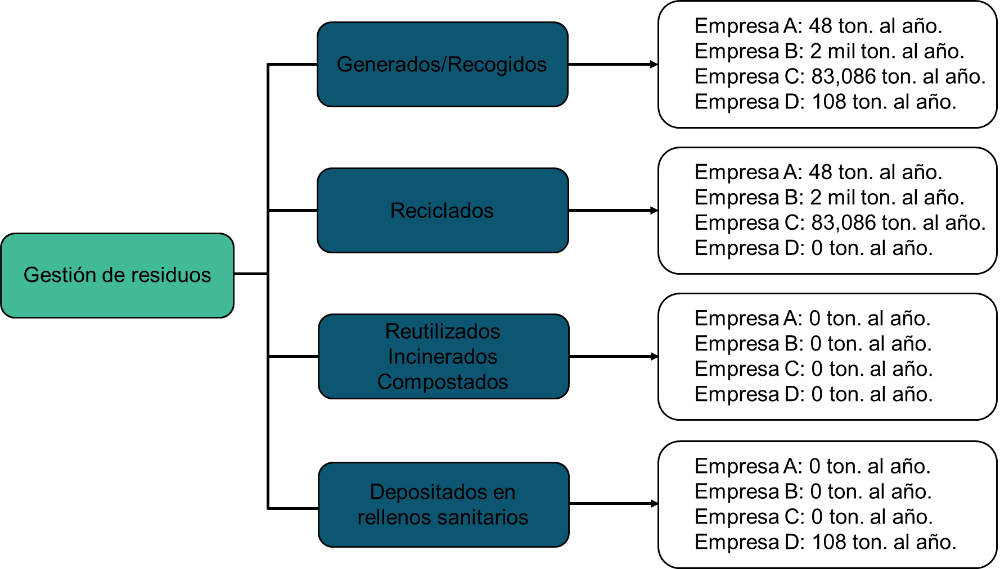 Gestión de residuos
Generados/Recogidos
Empresa A: 48 ton. al año.
Empresa B: 2 mil ton. al año.
Empresa C: 83,086 ton. al año.
Empresa D: 108 ton. al año.
Reciclados
Empresa A: 48 ton. al año.
Empresa B: 2 mil ton. al año.
Empresa C: 83,086 ton. al año.
Empresa D: 0 ton. al año.
Reutilizados
Incinerados
Compostados
Empresa A: 0 ton. al año.
Empresa B: 0 ton. al año.
Empresa C: 0 ton. al año.
Empresa D: 0 ton. al año.
Depositados en
rellenos sanitarios
Empresa A: 0 ton. al año.
Empresa B: 0 ton. al año.
Empresa C: 0 ton. al año.
Empresa D: 108 ton. al año.